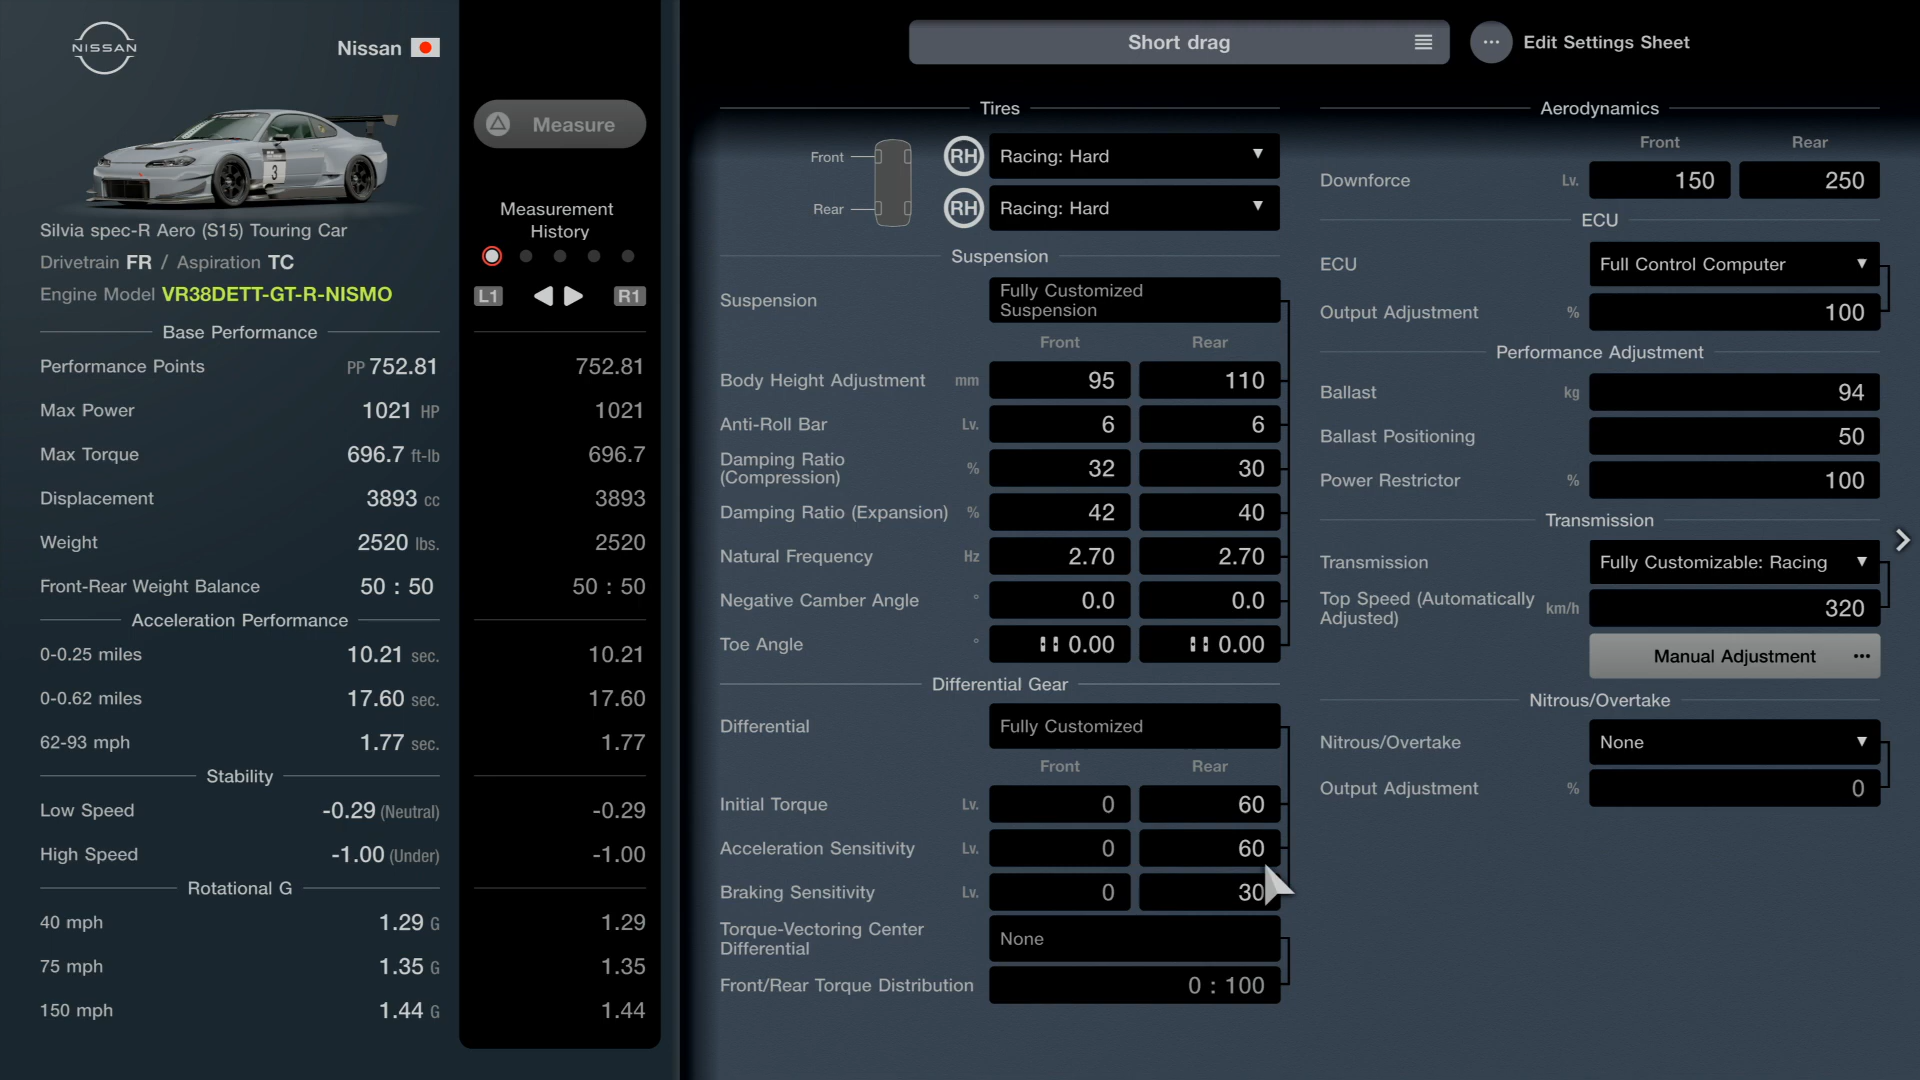 NISSAN
Nissan
3
Silvia spec-R Aero (S15) Touring Car
Drivetrain FR / Aspiration TC
Engine Model VR38DETT-GT-R-NISMO
Base Performance
Performance Points PP 752.81
Max Power 1021 HP
Max Torque 696.7 ft-lb
Displacement 3893 cc
Weight 2520 lbs.
Front-Rear Weight Balance 50 : 50
Acceleration Performance
0-0.25 miles 10.21 sec.
0-0.62 miles 17.60 sec.
62-93 mph 1.77 sec.
Stability
Low Speed -0.29 (Neutral)
High Speed -1.00 (Under)
Rotational G
40 mph 1.29 G
75 mph 1.35 G
150 mph 1.44 G
Measure
Measurement
History
L1 R1
752.81
1021
696.7
3893
2520
50 : 50
10.21
17.60
1.77
-0.29
-1.00
1.29
1.35
1.44
Short drag
Edit Settings Sheet
Tires
Front RH Racing: Hard
Rear RH Racing: Hard
Suspension
Suspension Fully Customized
Suspension
Front Rear
Body Height Adjustment mm 95 110
Anti-Roll Bar Lv. 6 6
Damping Ratio
(Compression) % 32 30
Damping Ratio (Expansion) % 42 40
Natural Frequency Hz 2.70 2.70
Negative Camber Angle ° 0.0 0.0
Toe Angle ° 0.00 0.00
Differential Gear
Differential Fully Customized
Front Rear
Initial Torque Lv. 0 60
Acceleration Sensitivity Lv. 0 60
Braking Sensitivity Lv. 0 30
Torque-Vectoring Center
Differential None
Front/Rear Torque Distribution 0 : 100
Aerodynamics
Front Rear
Downforce Lv. 150 250
ECU
ECU Full Control Computer
Output Adjustment % 100
Performance Adjustment
Ballast kg 94
Ballast Positioning 50
Power Restrictor % 100
Transmission
Transmission Fully Customizable: Racing
Top Speed (Automatically
Adjusted) km/h 320
Manual Adjustment
Nitrous/Overtake
Nitrous/Overtake None
Output Adjustment % 0